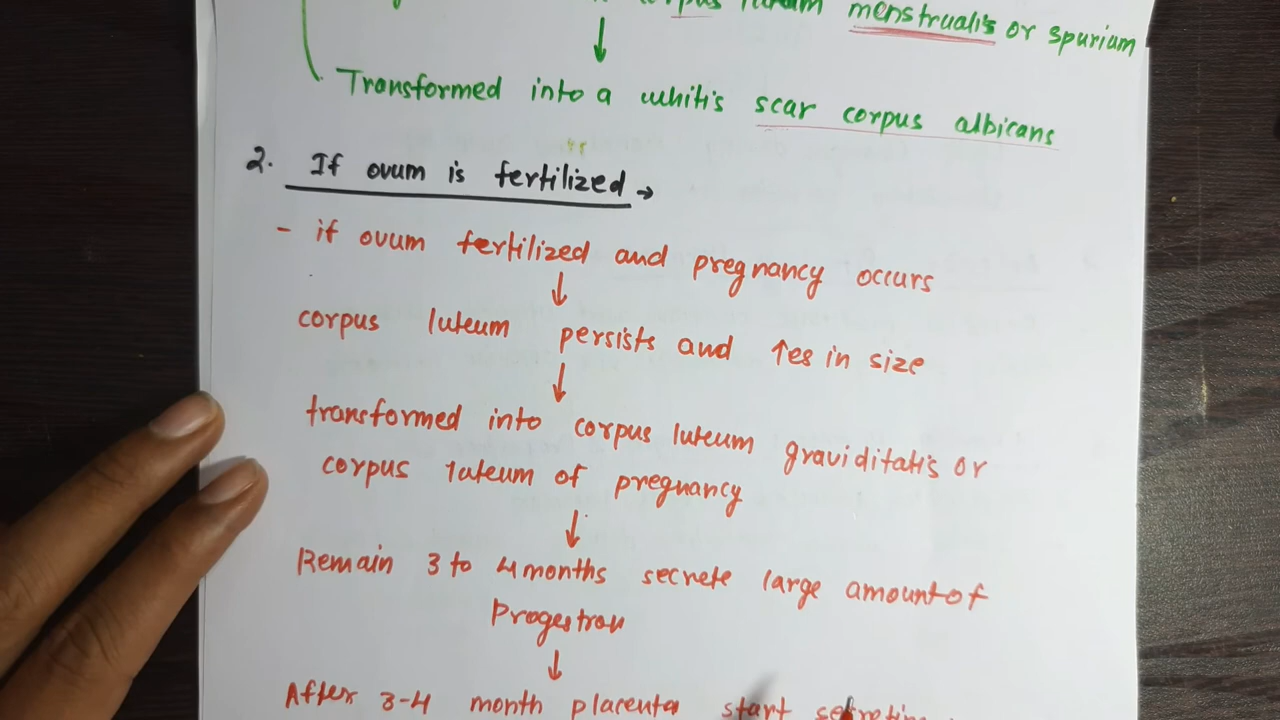 menstrualis or spurium
↓
Transformed into a whitis scar corpus albicans
2. If ovum is fertilized →
- if ovum fertilized and pregnancy occurs
↓
corpus luteum persists and ↑es in size
↓
transformed into corpus luteum graviditatis or
corpus luteum of pregnancy
↓
Remain 3 to 4 months secrete large amount of
Progestron
↓
After 3-4 month placenta start